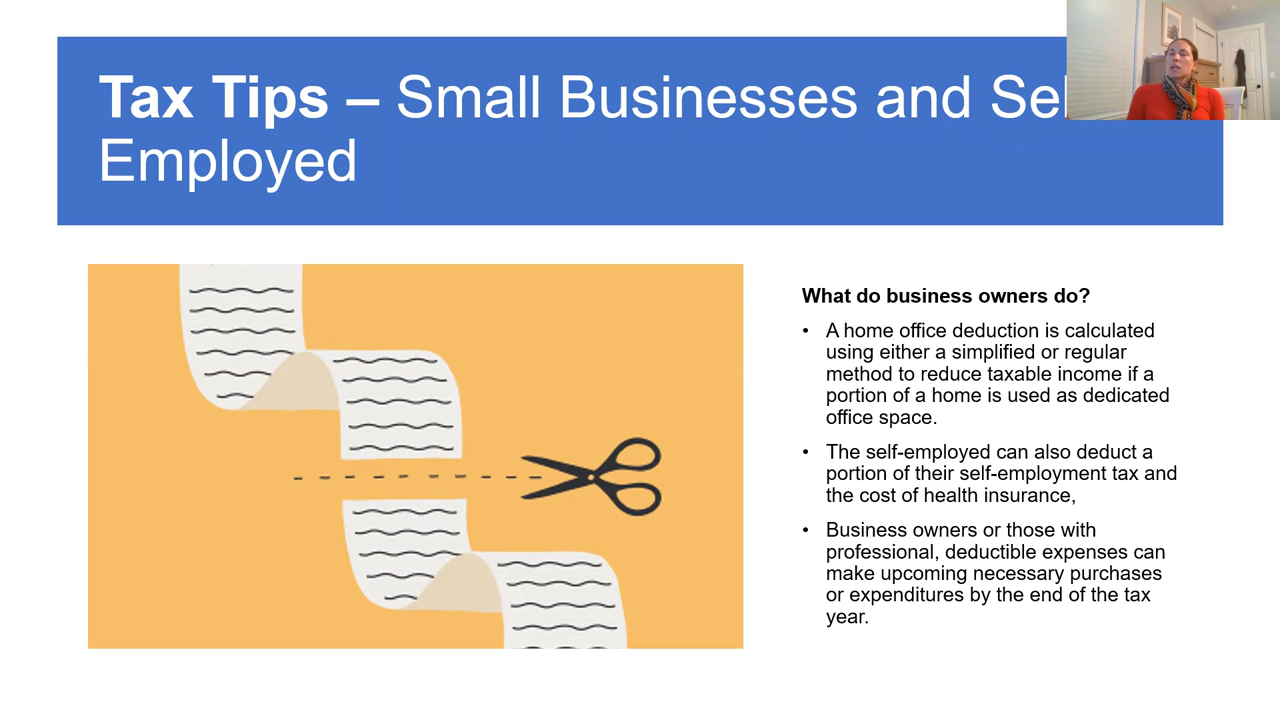 Tax Tips – Small Businesses and Se
Employed
What do business owners do?
• A home office deduction is calculated
using either a simplified or regular
method to reduce taxable income if a
portion of a home is used as dedicated
office space.
• The self-employed can also deduct a
portion of their self-employment tax and
the cost of health insurance,
• Business owners or those with
professional, deductible expenses can
make upcoming necessary purchases
or expenditures by the end of the tax
year.